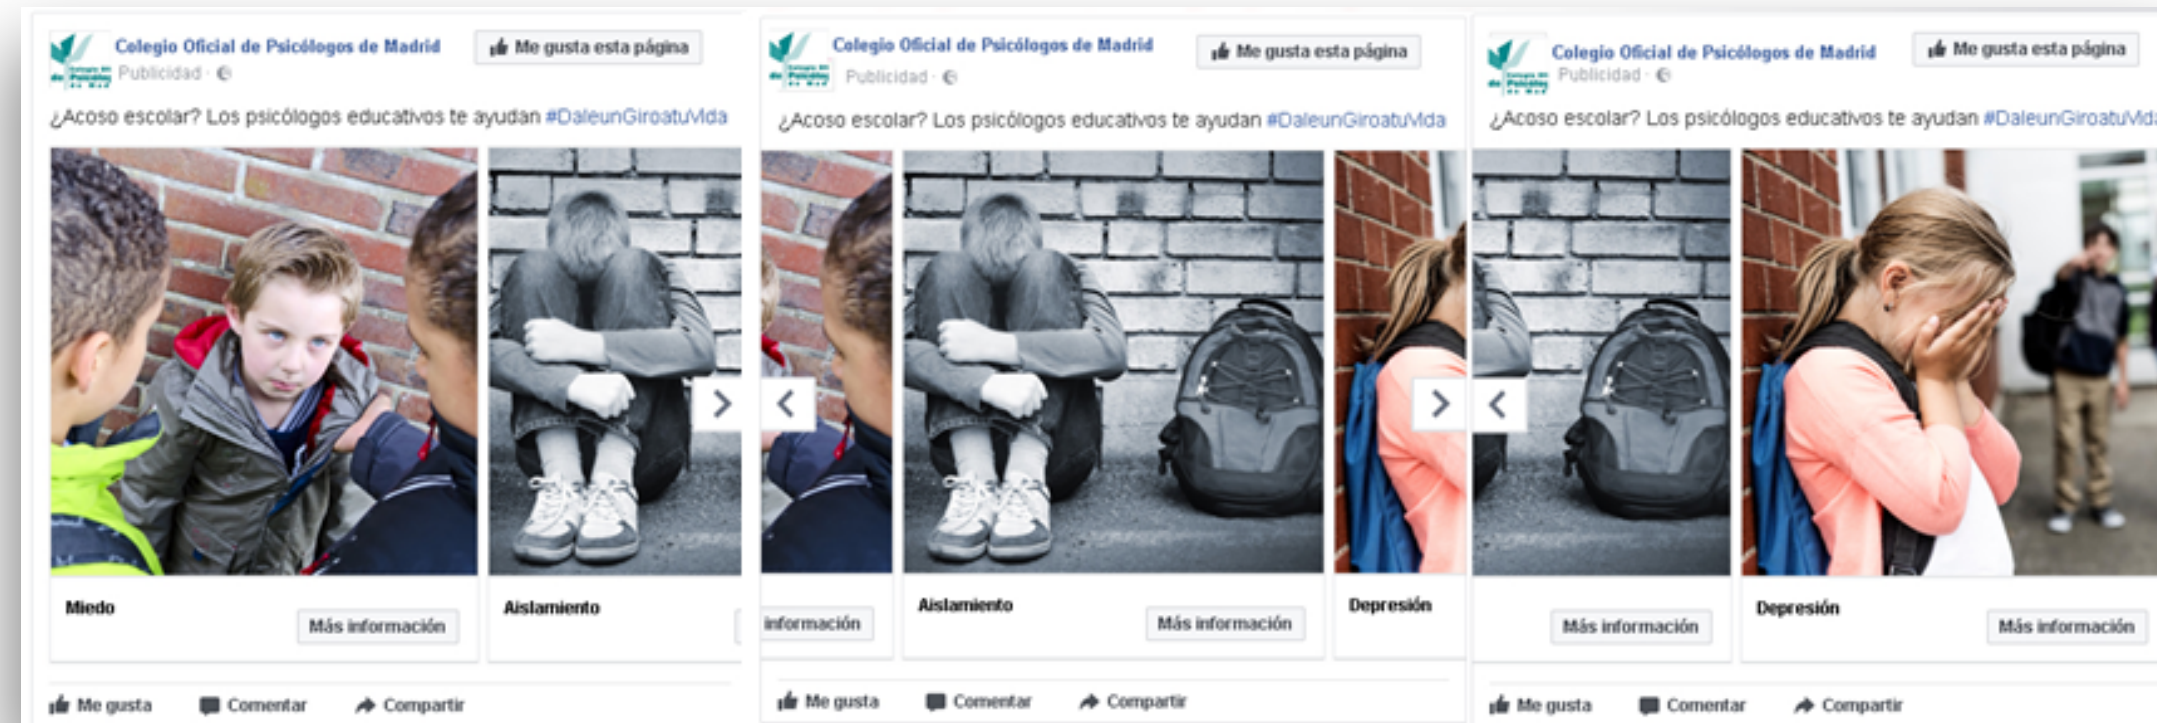 Colegio Oficial de Psicólogos de Madrid
Me gusta esta página
Publicidad ·
¿Acoso escolar? Los psicólogos educativos te ayudan #DaleunGiroatuVida
Miedo
Más información
Aislamiento
Me gusta
Comentar
Compartir
Colegio Oficial de Psicólogos de Madrid
Me gusta esta página
Publicidad ·
¿Acoso escolar? Los psicólogos educativos te ayudan #DaleunGiroatuVida
información
Aislamiento
Más información
Depresión
Me gusta
Comentar
Compartir
Colegio Oficial de Psicólogos de Madrid
Me gusta esta página
Publicidad ·
¿Acoso escolar? Los psicólogos educativos te ayudan #DaleunGiroatuVida
Más información
Depresión
Más información
Me gusta
Comentar
Compartir